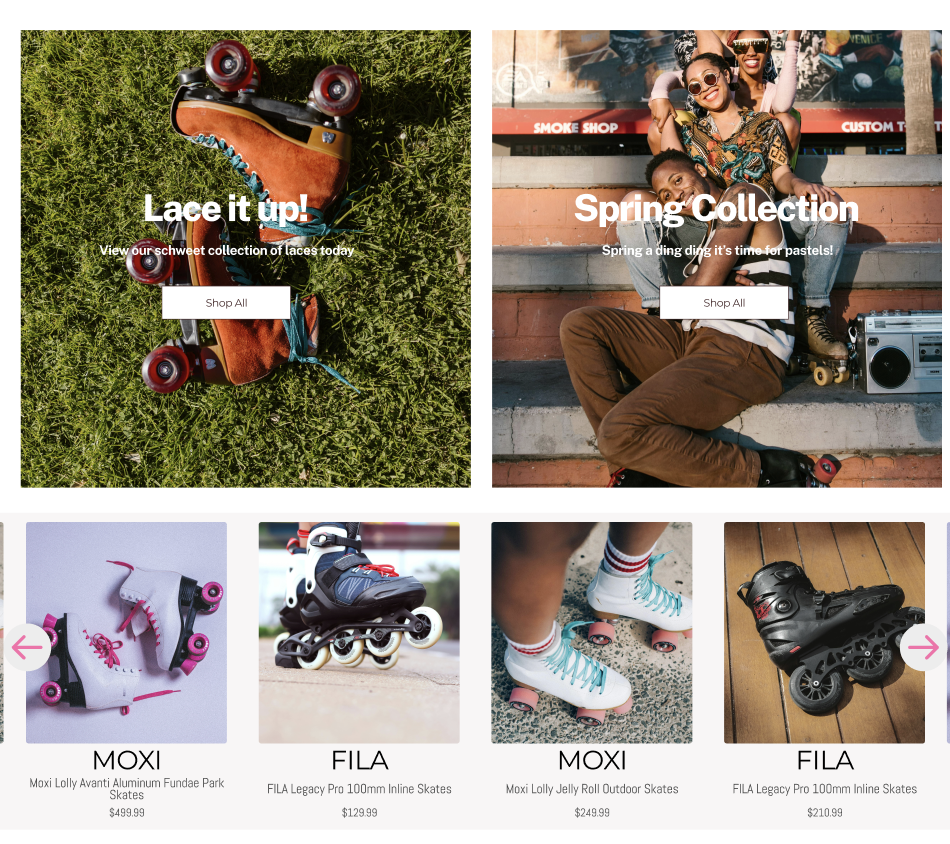 VENICE
SMOKE SHOP
CUSTOM T
Lace it up!
View our schweet collection of laces today
Shop All
Spring Collection
Spring a ding ding it's time for pastels!
Shop All
MOXI
Moxi Lolly Avanti Aluminum Fundae Park
Skates
$499.99
FILA
FILA Legacy Pro 100mm Inline Skates
$129.99
MOXI
Moxi Lolly Jelly Roll Outdoor Skates
$249.99
FILA
FILA Legacy Pro 100mm Inline Skates
$210.99